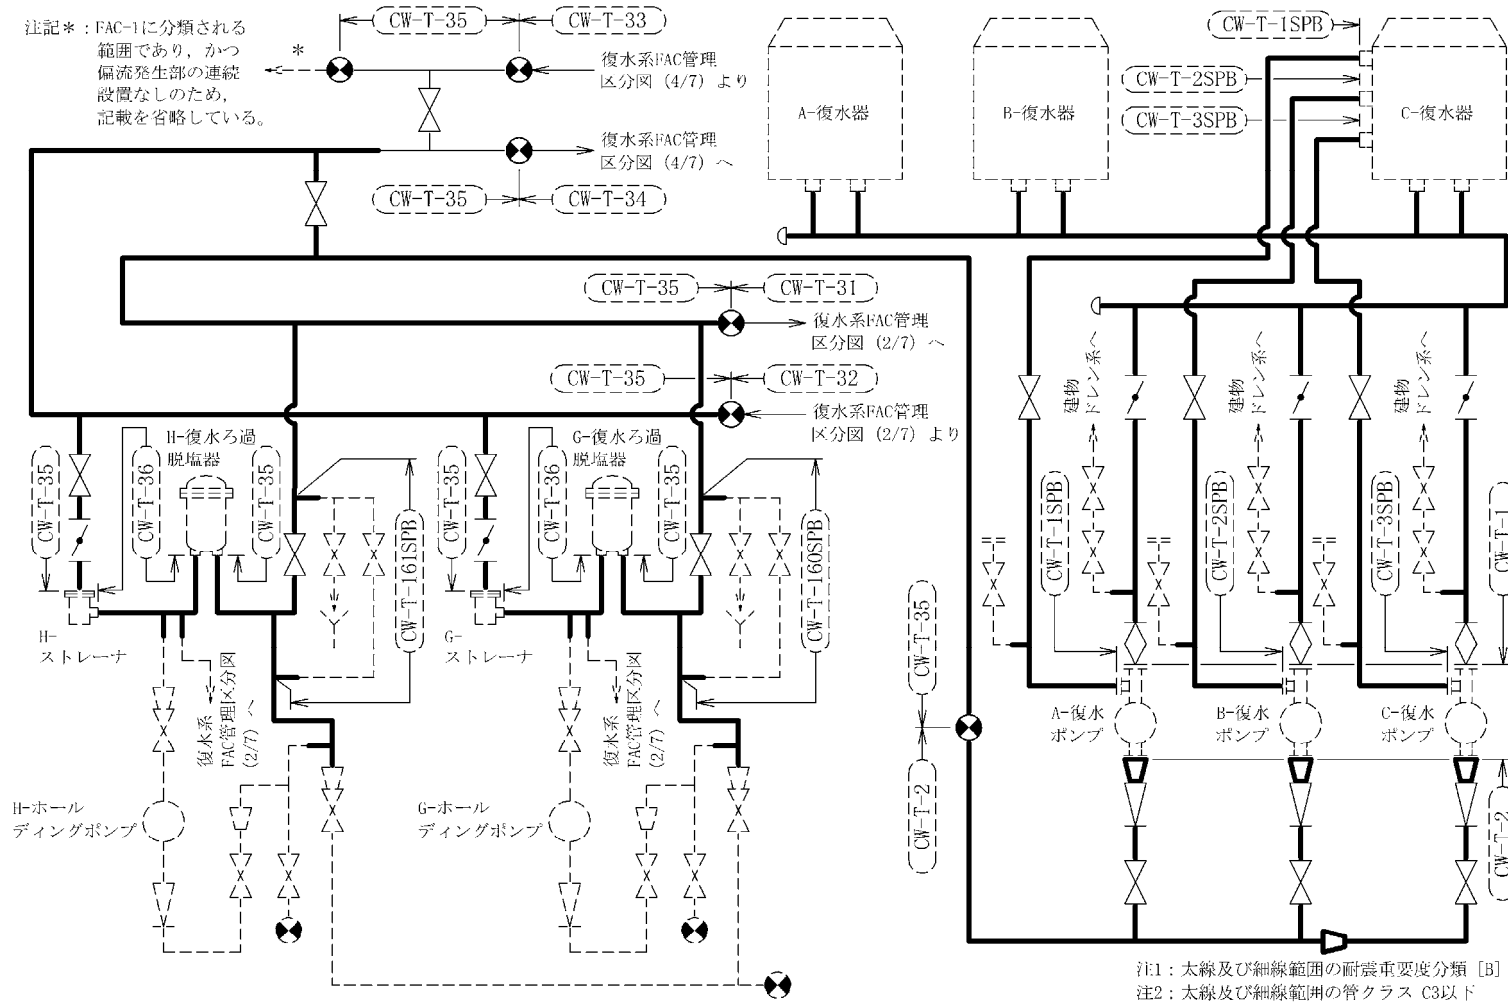 注記＊：FAC-1に分類される
範囲であり，かつ
偏流発生部の連続
設置なしのため，
記載を省略している。
＊
CW-T-35
CW-T-33
復水系FAC管理
区分図（4/7）より
復水系FAC管理
区分図（4/7）へ
CW-T-35
CW-T-34
A-復水器
B-復水器
C-復水器
CW-T-1SPB
CW-T-2SPB
CW-T-3SPB
CW-T-35
CW-T-31
復水系FAC管理
区分図（2/7）へ
CW-T-35
CW-T-32
復水系FAC管理
区分図（2/7）より
建物
ドレン系へ
建物
ドレン系へ
建物
ドレン系へ
H-復水ろ過
脱塩器
CW-T-35
CW-T-36
CW-T-35
CW-T-161SPB
G-復水ろ過
脱塩器
CW-T-35
CW-T-36
CW-T-35
CW-T-160SPB
CW-T-1SPB
CW-T-2SPB
CW-T-3SPB
CW-T-1
H-
ストレーナ
G-
ストレーナ
復水系
FAC管理区分図
（2/7）へ
復水系
FAC管理区分図
（2/7）へ
CW-T-35
CW-T-2
A-復水
ポンプ
B-復水
ポンプ
C-復水
ポンプ
CW-T-2
H-ホール
ディングポンプ
G-ホール
ディングポンプ
注1：太線及び細線範囲の耐震重要度分類［B］
注2：太線及び細線範囲の管クラス C3以下